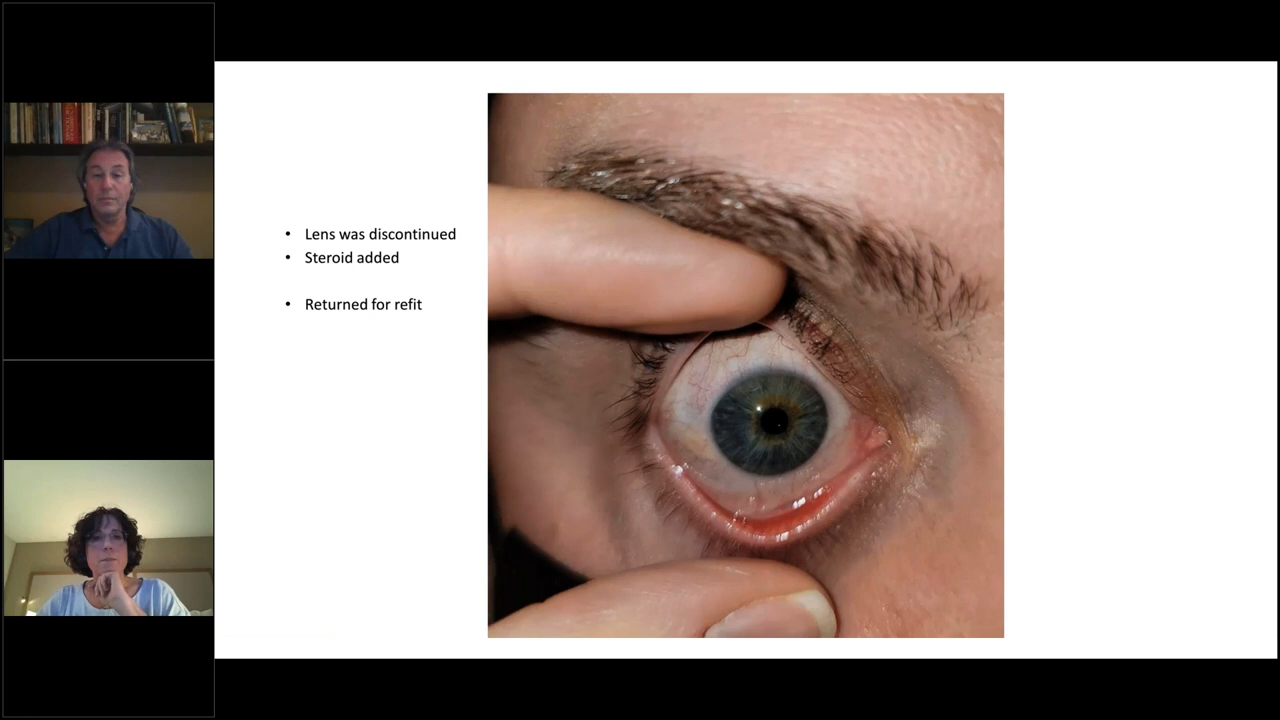 • Lens was discontinued
• Steroid added
• Returned for refit